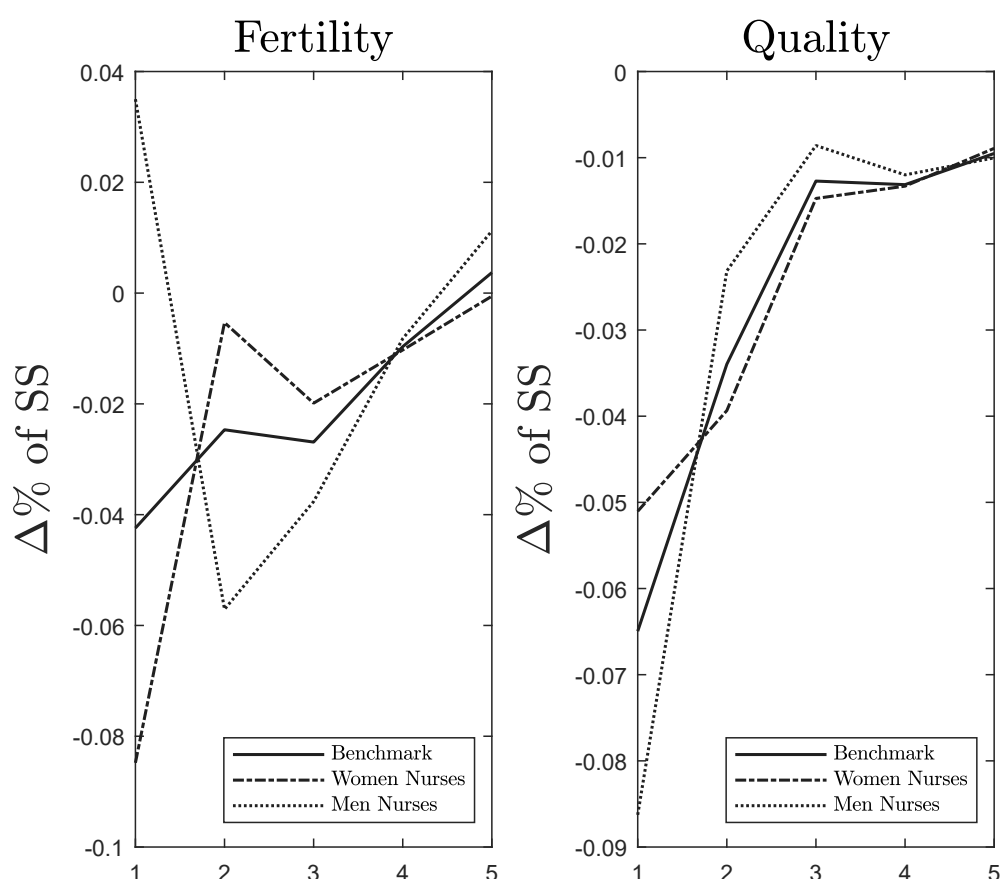 Fertility
Δ% of SS
0.04
0.02
0
-0.02
-0.04
-0.06
-0.08
-0.1
1 2 3 4 5
Benchmark
Women Nurses
Men Nurses
Quality
Δ% of SS
0
-0.01
-0.02
-0.03
-0.04
-0.05
-0.06
-0.07
-0.08
-0.09
1 2 3 4 5
Benchmark
Women Nurses
Men Nurses